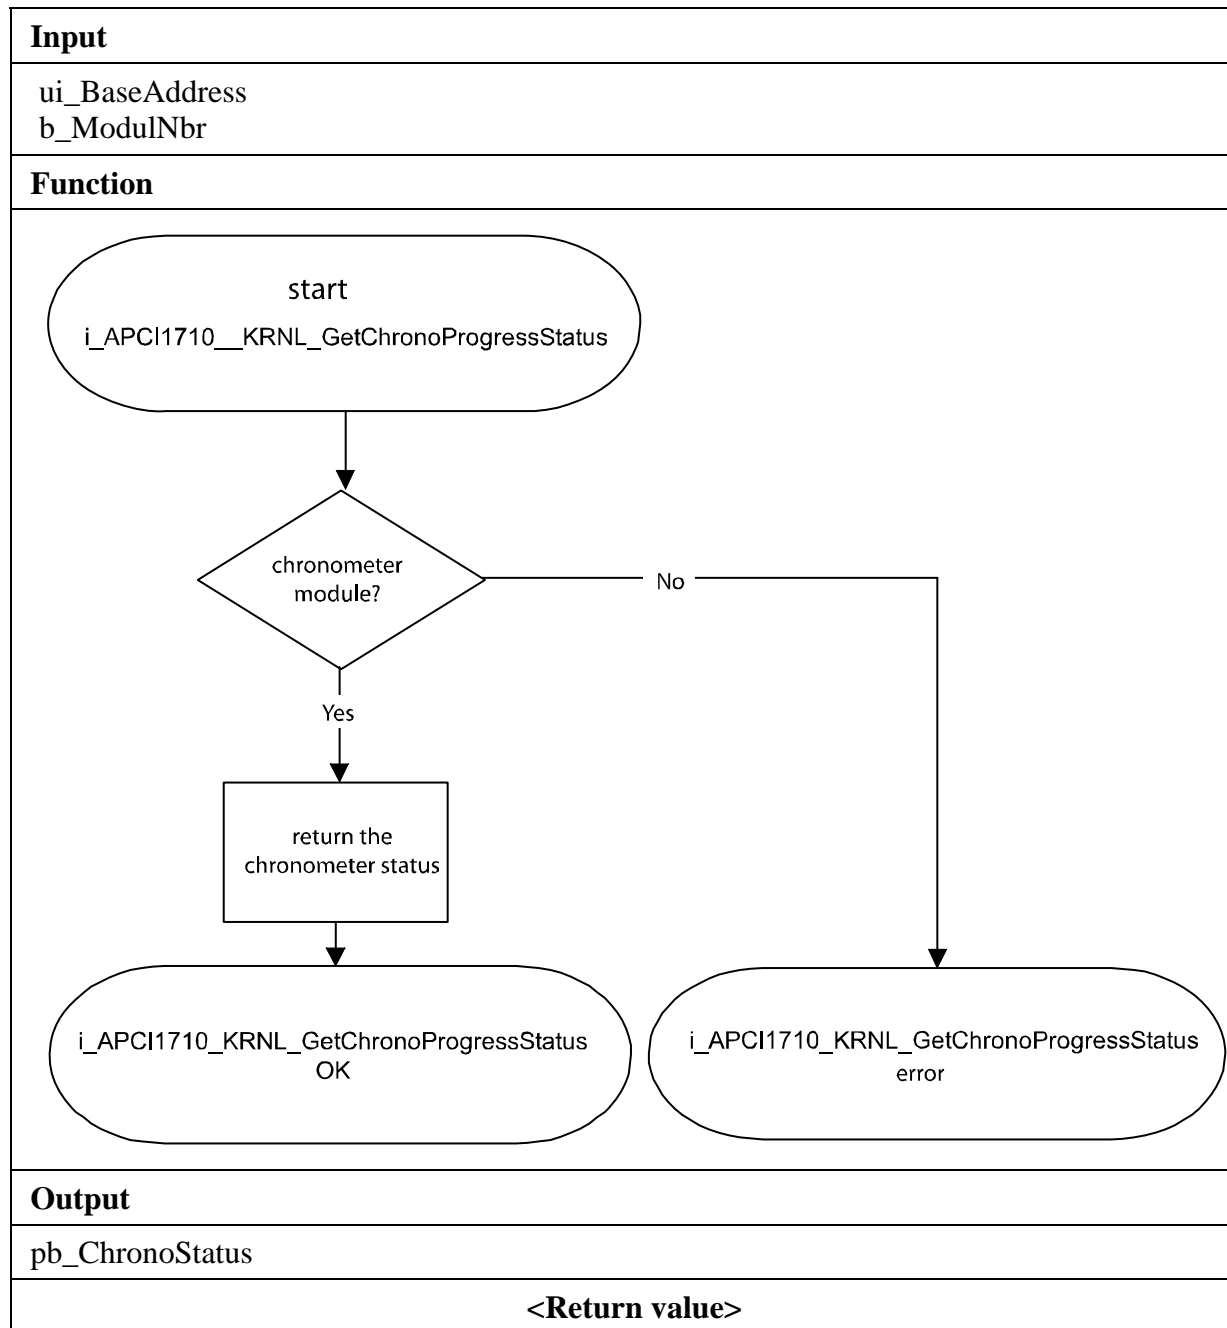 Input
ui_BaseAddress
b_ModulNbr
Function
start
i_APCI1710__KRNL_GetChronoProgressStatus
chronometer
module?
No
Yes
return the
chronometer status
i_APCI1710_KRNL_GetChronoProgressStatus
OK
i_APCI1710_KRNL_GetChronoProgressStatus
error
Output
pb_ChronoStatus
<Return value>